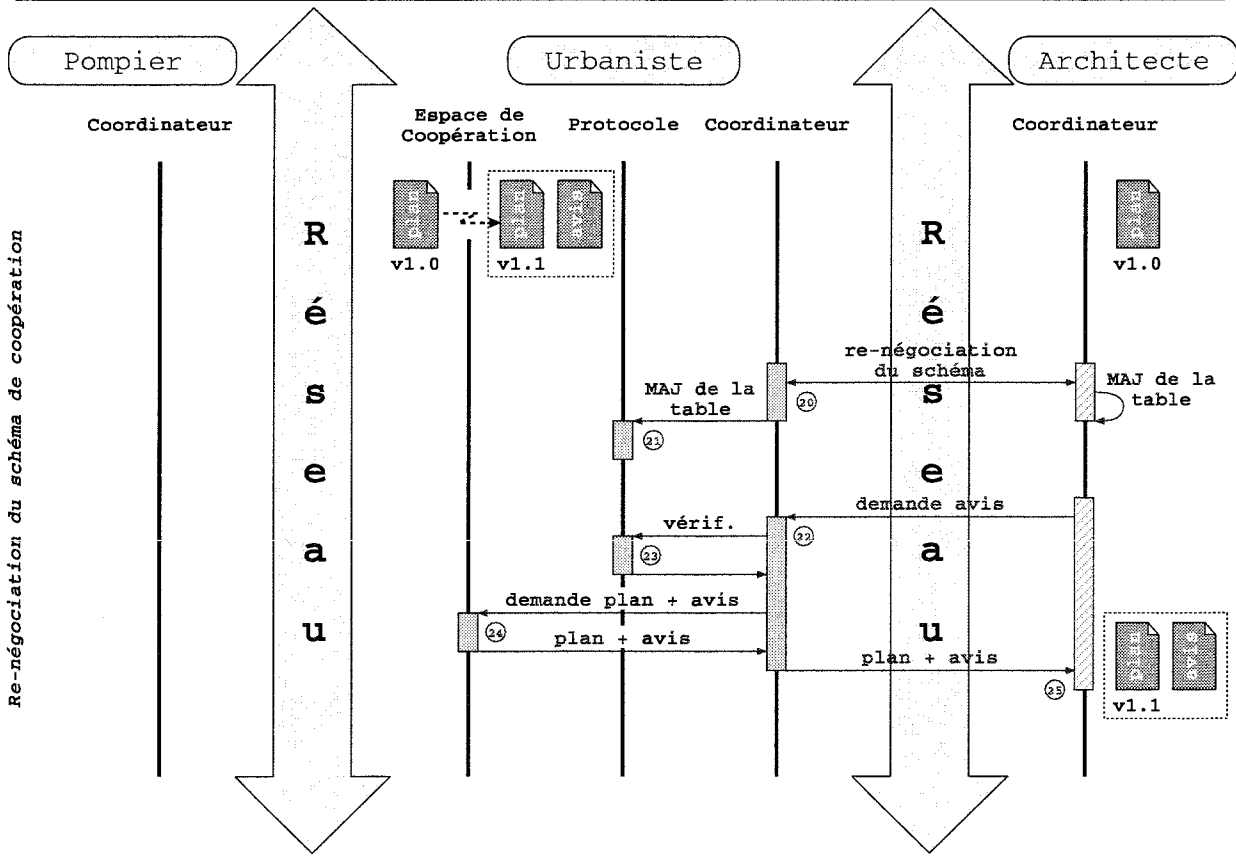 Pompier
Urbaniste
Architecte
Coordinateur
Espace de
Coopération
Protocole
Coordinateur
Coordinateur
Re-négociation du schéma de coopération
Réseau
Réseau
plan
v1.0
plan
avis
v1.1
plan
v1.0
re-négociation
du schéma
20
MAJ de la
table
MAJ de la
table
21
demande avis
22
vérif.
23
demande plan + avis
24
plan + avis
plan + avis
25
plan
avis
v1.1